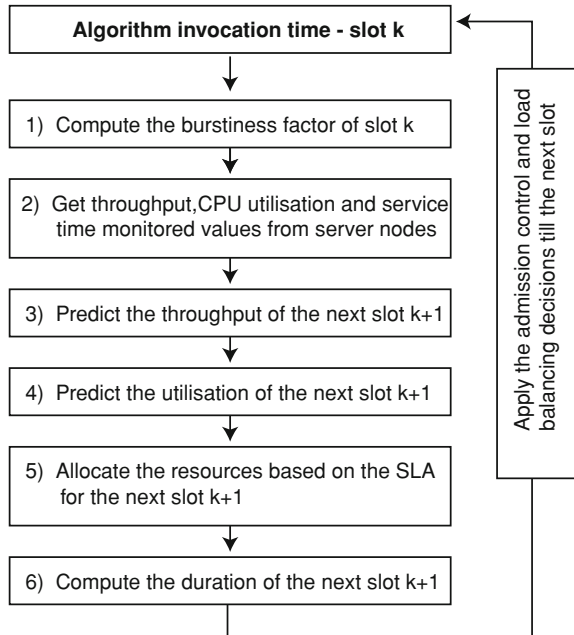 Algorithm invocation time - slot k
1) Compute the burstiness factor of slot k
2) Get throughput,CPU utilisation and service
time monitored values from server nodes
3) Predict the throughput of the next slot k+1
4) Predict the utilisation of the next slot k+1
5) Allocate the resources based on the SLA
for the next slot k+1
6) Compute the duration of the next slot k+1
Apply the admission control and load
balancing decisions till the next slot